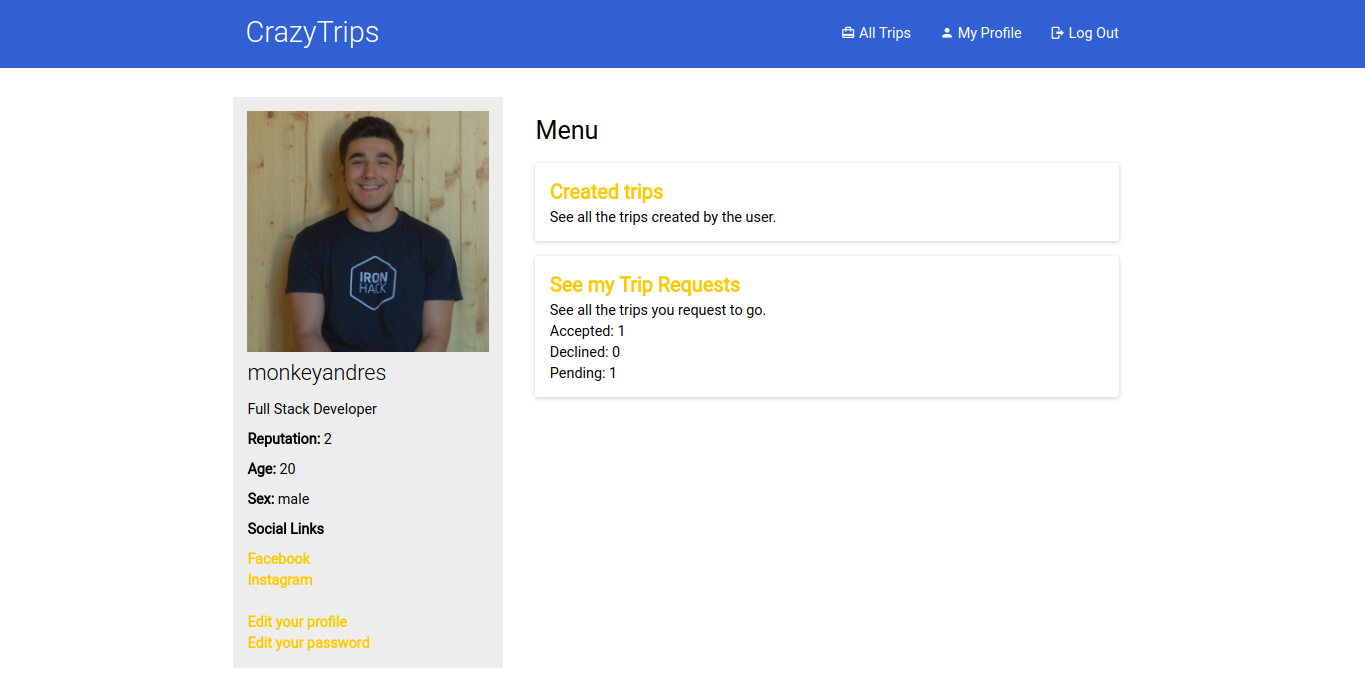 CrazyTrips
All Trips
My Profile
Log Out
IRON
HACK
monkeyandres
Full Stack Developer
Reputation: 2
Age: 20
Sex: male
Social Links
Facebook
Instagram
Edit your profile
Edit your password
Menu
Created trips
See all the trips created by the user.
See my Trip Requests
See all the trips you request to go.
Accepted: 1
Declined: 0
Pending: 1